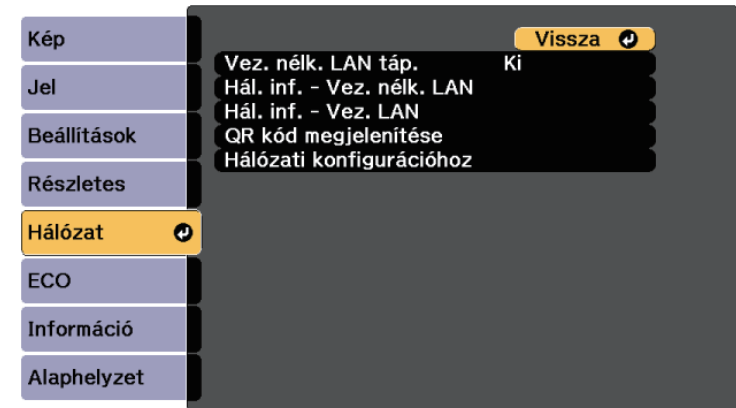 Kép
Jel
Beállítások
Részletes
Hálózat
ECO
Információ
Alaphelyzet
Vissza
Vez. nélk. LAN táp. Ki
Hál. inf. - Vez. nélk. LAN
Hál. inf. - Vez. LAN
QR kód megjelenítése
Hálózati konfigurációhoz